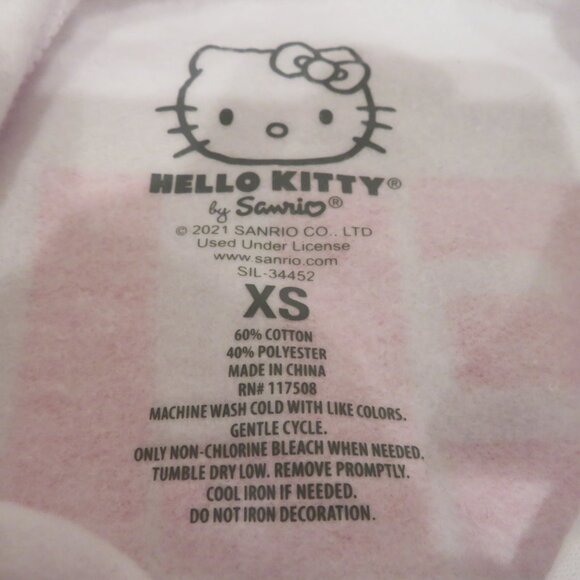 HELLO KITTY®
by Sanrio®
© 2021 SANRIO CO., LTD
Used Under License
www.sanrio.com
SIL-34452
XS
60% COTTON
40% POLYESTER
MADE IN CHINA
RN# 117508
MACHINE WASH COLD WITH LIKE COLORS.
GENTLE CYCLE.
ONLY NON-CHLORINE BLEACH WHEN NEEDED.
TUMBLE DRY LOW. REMOVE PROMPTLY.
COOL IRON IF NEEDED.
DO NOT IRON DECORATION.